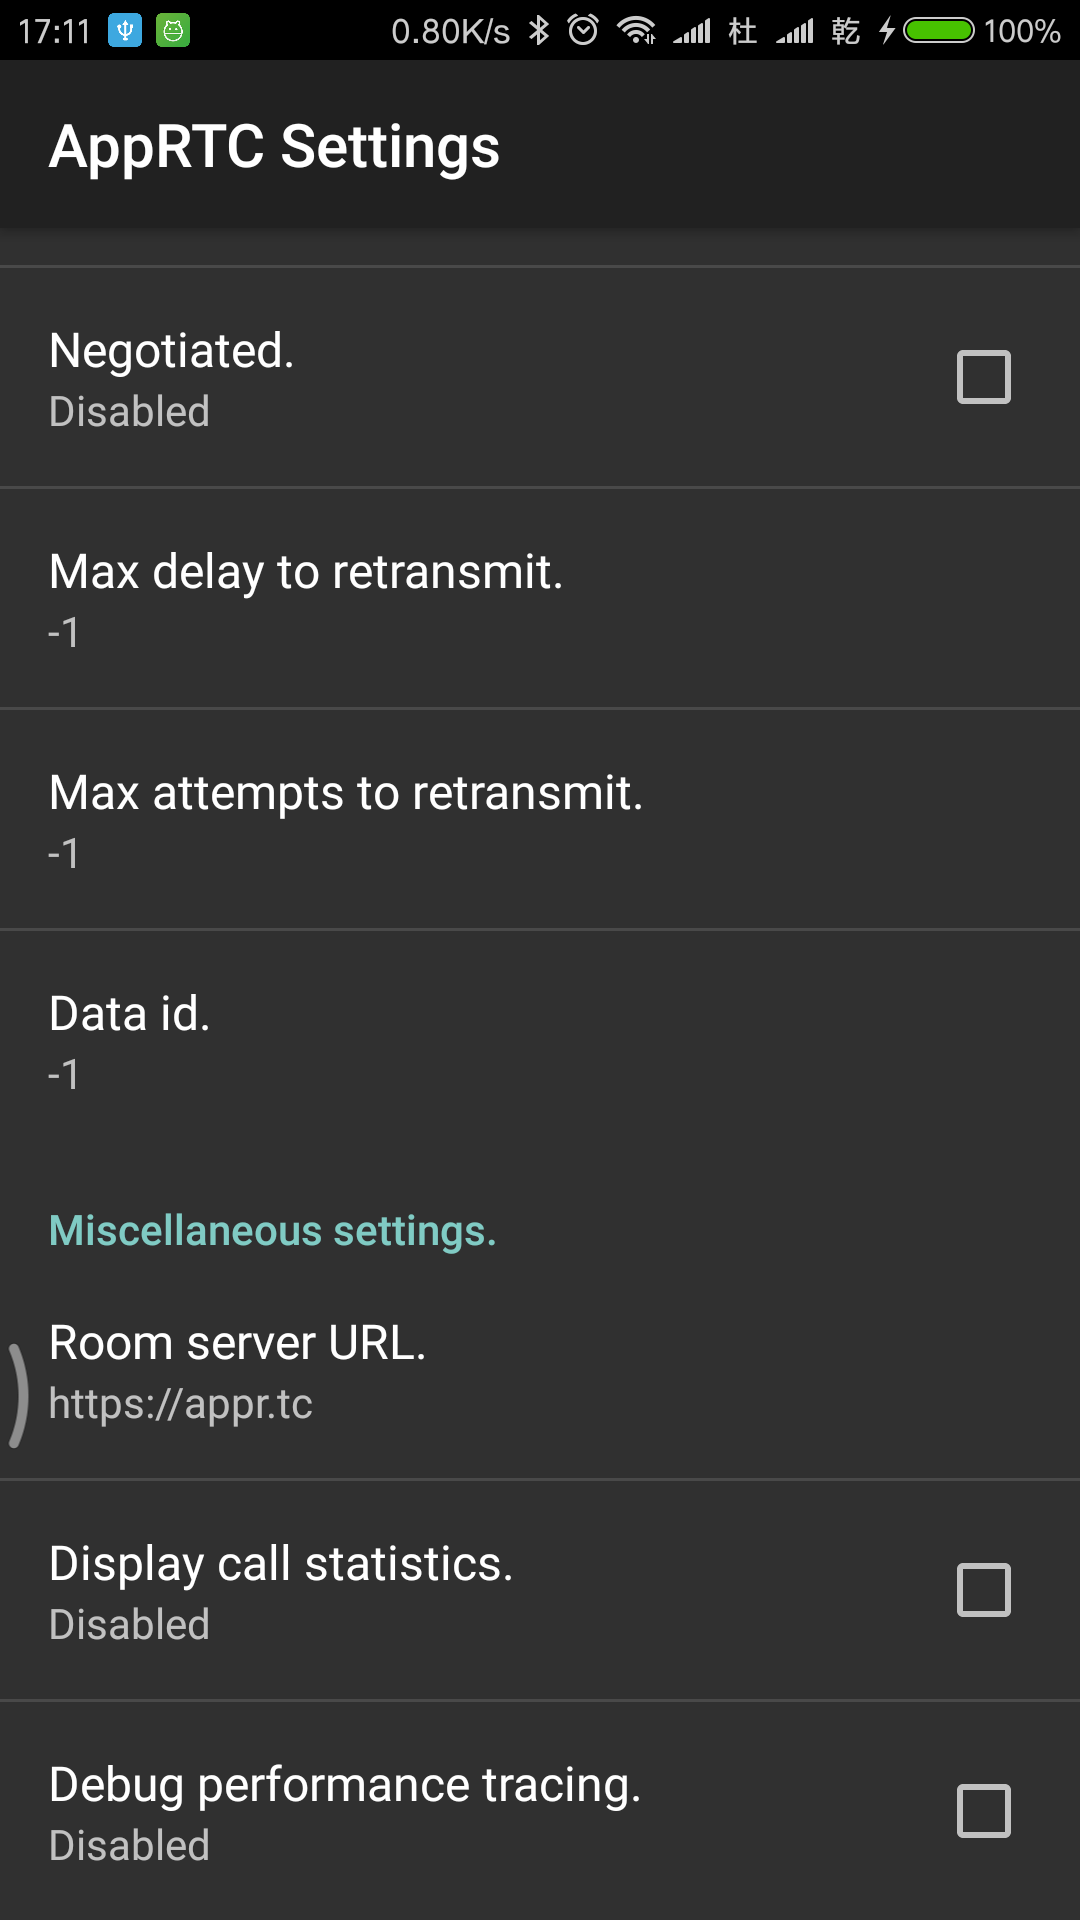 17:11 0.80K/s 杜 乾 100%
AppRTC Settings
Negotiated.
Disabled
Max delay to retransmit.
-1
Max attempts to retransmit.
-1
Data id.
-1
Miscellaneous settings.
Room server URL.
https://appr.tc
Display call statistics.
Disabled
Debug performance tracing.
Disabled